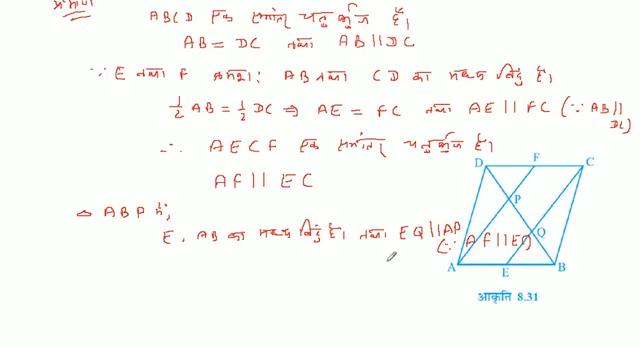 प्रमाण
ABCD एक समांतर चतुर्भुज है।
AB = DC तथा AB || DC
∵ E तथा F क्रमशः AB तथा CD का मध्य बिंदु है।
1/2 AB = 1/2 DC ⇒ AE = FC तथा AE || FC (∵ AB || DC)
∴ AECF एक समांतर चतुर्भुज है।
AF || EC
△ ABP में,
E, AB का मध्य बिंदु है। तथा EQ || AP
(∵ AF || EC)
D F C
P
Q
A E B
आकृति 8.31